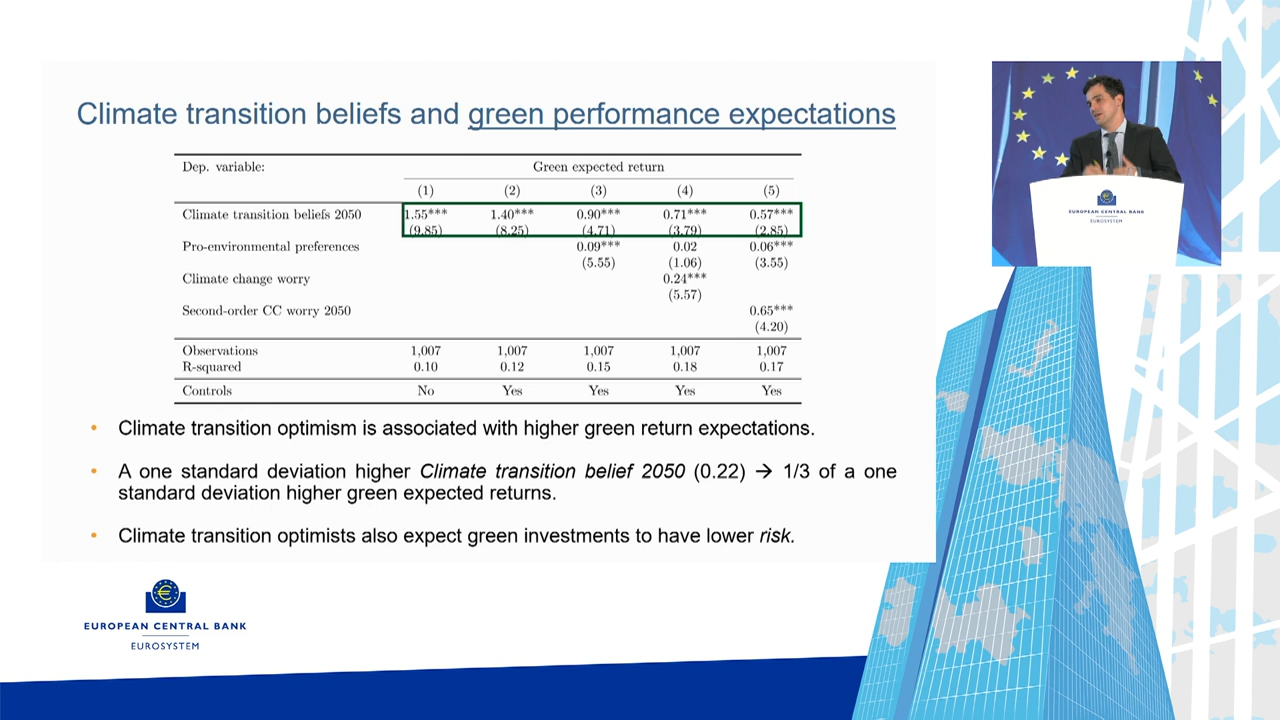 Climate transition beliefs and green performance expectations
Dep. variable: Green expected return
(1) (2) (3) (4) (5)
Climate transition beliefs 2050 1.55*** 1.40*** 0.90*** 0.71*** 0.57***
(9.85) (8.25) (4.71) (3.79) (2.85)
Pro-environmental preferences 0.09*** 0.02 0.06***
(5.55) (1.06) (3.55)
Climate change worry 0.24***
(5.57)
Second-order CC worry 2050 0.65***
(4.20)
Observations 1,007 1,007 1,007 1,007 1,007
R-squared 0.10 0.12 0.15 0.18 0.17
Controls No Yes Yes Yes Yes
• Climate transition optimism is associated with higher green return expectations.
• A one standard deviation higher Climate transition belief 2050 (0.22) → 1/3 of a one
standard deviation higher green expected returns.
• Climate transition optimists also expect green investments to have lower risk.
EUROPEAN CENTRAL BANK
EUROSYSTEM
EUROPEAN CENTRAL BANK
EUROSYSTEM